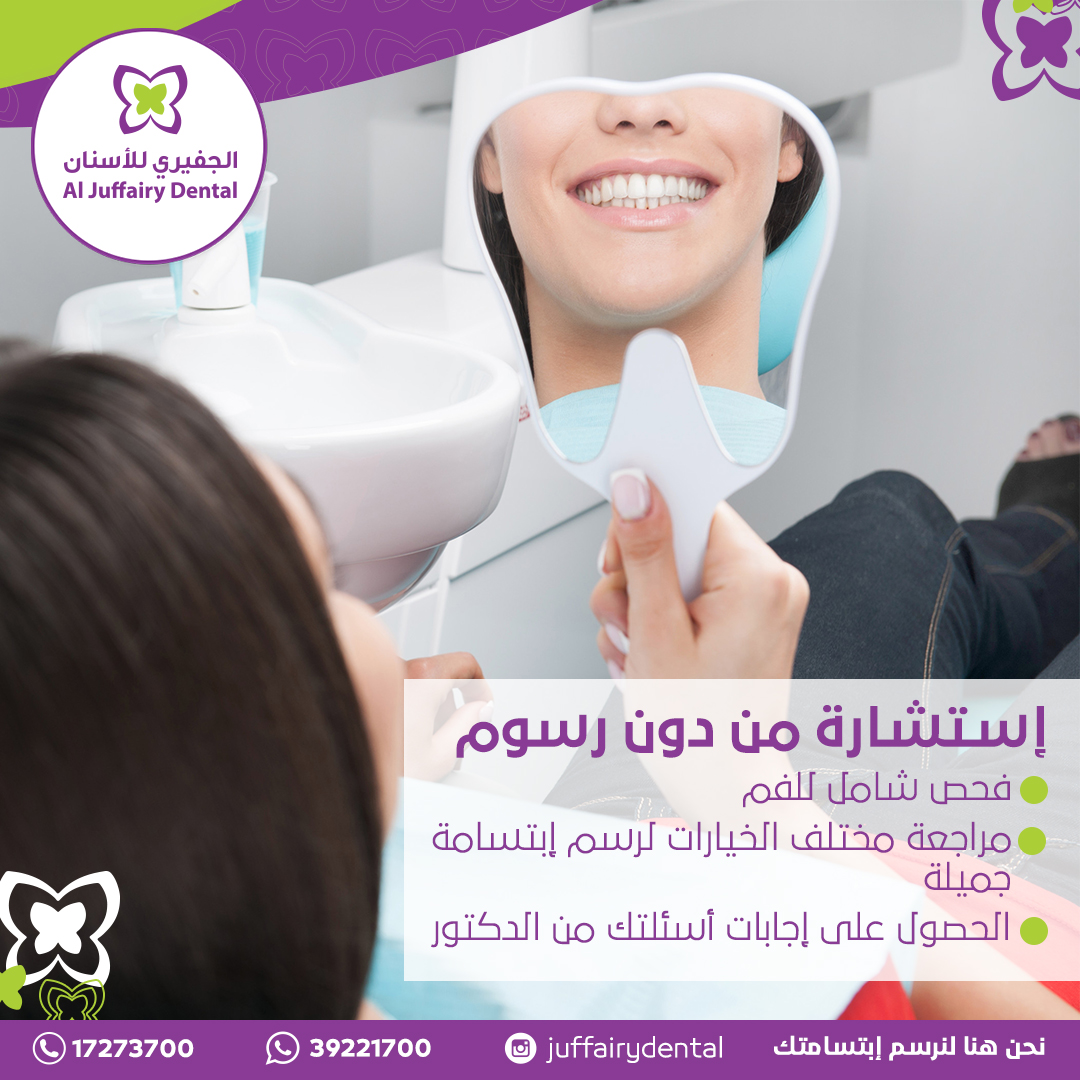 الجفيري للأسنان
Al Juffairy Dental
إستشارة من دون رسوم
فحص شامل للفم
مراجعة مختلف الخيارات لرسم إبتسامة
جميلة
الحصول على إجابات أسئلتك من الدكتور
17273700
39221700
juffairydental
نحن هنا لنرسم إبتسامتك